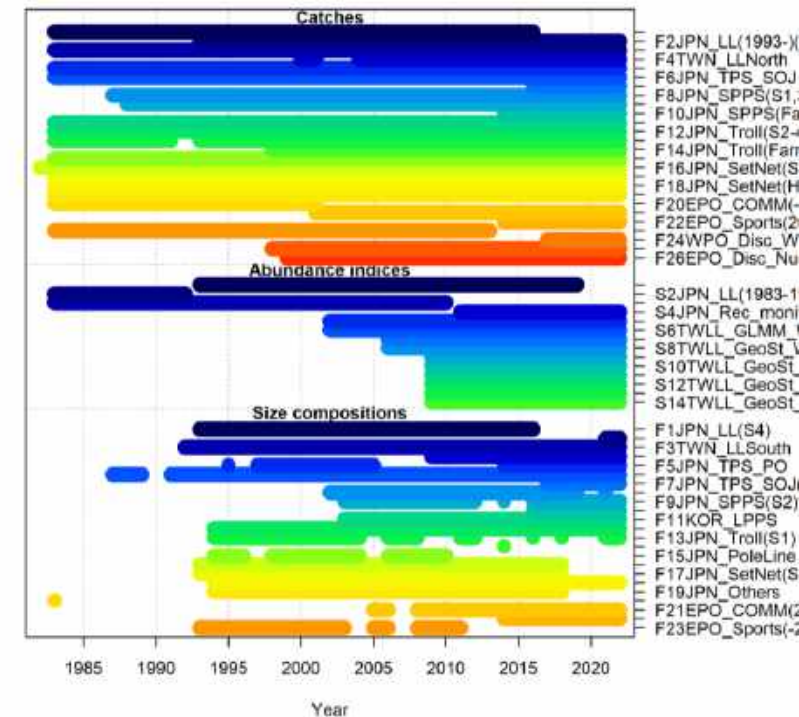 Catches
F2JPN_LL(1993-)(
F4TWN_LLNorth
F6JPN_TPS_SOJ
F8JPN_SPPS(S1,
F10JPN_SPPS(Fa
F12JPN_Troll(S2-
F14JPN_Troll(Farm
F16JPN_SetNet(S
F18JPN_SetNet(H
F20EPO_COMM(-
F22EPO_Sports(2
F24WPO_Disc_W
F26EPO_Disc_Nu
Abundance indices
S2JPN_LL(1983-1
S4JPN_Rec_moni
S6TWLL_GLMM_
S8TWLL_GeoSt_
S10TWLL_GeoSt_
S12TWLL_GeoSt_
S14TWLL_GeoSt_
Size compositions
F1JPN_LL(S4)
F3TWN_LLSouth
F5JPN_TPS_PO
F7JPN_TPS_SOJ(
F9JPN_SPPS(S2)
F11KOR_LPPS
F13JPN_Troll(S1)
F15JPN_PoleLine
F17JPN_SetNet(S
F19JPN_Others
F21EPO_COMM(2
F23EPO_Sports(-2
1985 1990 1995 2000 2005 2010 2015 2020
Year